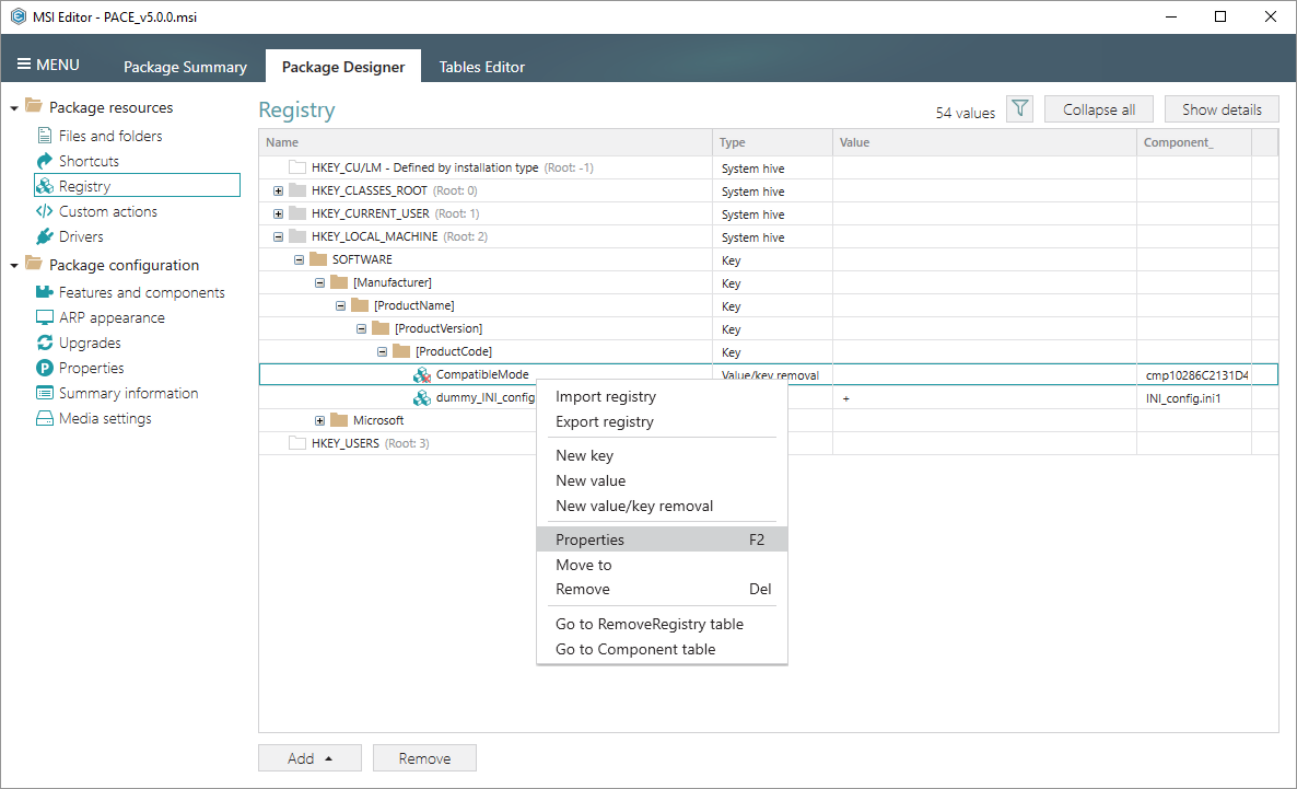 MSI Editor - PACE_v5.0.0.msi
MENU Package Summary Package Designer Tables Editor
Package resources
Files and folders
Shortcuts
Registry
Custom actions
Drivers
Package configuration
Features and components
ARP appearance
Upgrades
Properties
Summary information
Media settings
Registry 54 values Collapse all Show details
Name Type Value Component_
HKEY_CU/LM - Defined by installation type (Root: -1) System hive
HKEY_CLASSES_ROOT (Root: 0) System hive
HKEY_CURRENT_USER (Root: 1) System hive
HKEY_LOCAL_MACHINE (Root: 2) System hive
SOFTWARE Key
[Manufacturer] Key
[ProductName] Key
[ProductVersion] Key
[ProductCode] Key
CompatibleMode Value/key removal cmp10286C2131D4
dummy_INI_config + INI_config.ini1
Microsoft
HKEY_USERS (Root: 3)
Import registry
Export registry
New key
New value
New value/key removal
Properties F2
Move to
Remove Del
Go to RemoveRegistry table
Go to Component table
Add Remove